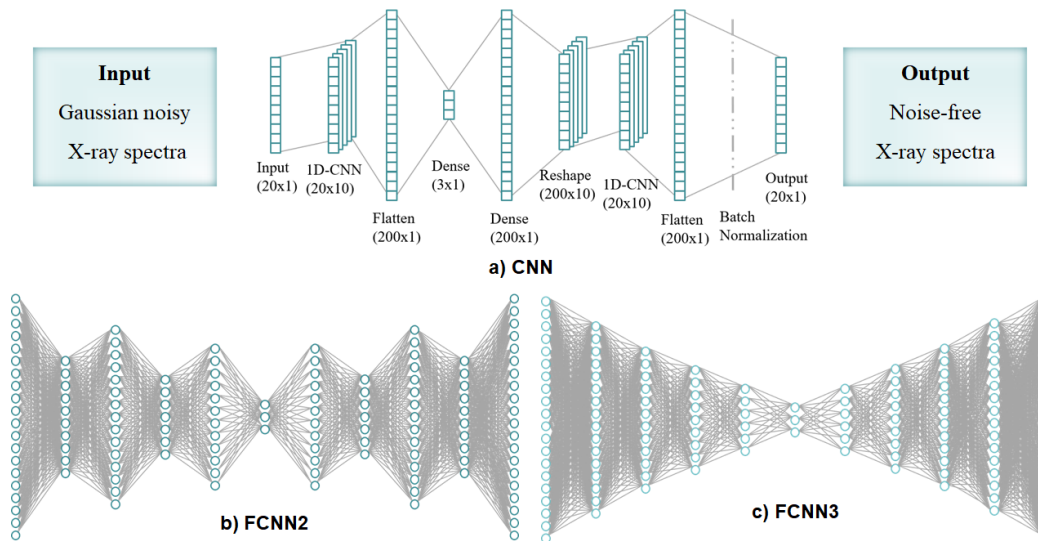 Input
Gaussian noisy
X-ray spectra
Input
(20x1)
1D-CNN
(20x10)
Flatten
(200x1)
Dense
(3x1)
Dense
(200x1)
Reshape
(200x10)
1D-CNN
(20x10)
Flatten
(200x1)
Batch
Normalization
Output
(20x1)
Output
Noise-free
X-ray spectra
a) CNN
b) FCNN2
c) FCNN3